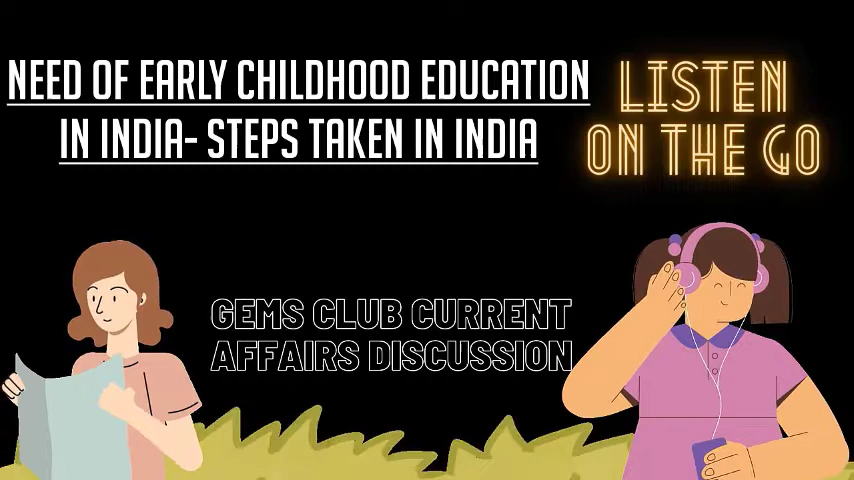 NEED OF EARLY CHILDHOOD EDUCATION
IN INDIA- STEPS TAKEN IN INDIA
LISTEN
ON THE GO
GEMS CLUB CURRENT
AFFAIRS DISCUSSION